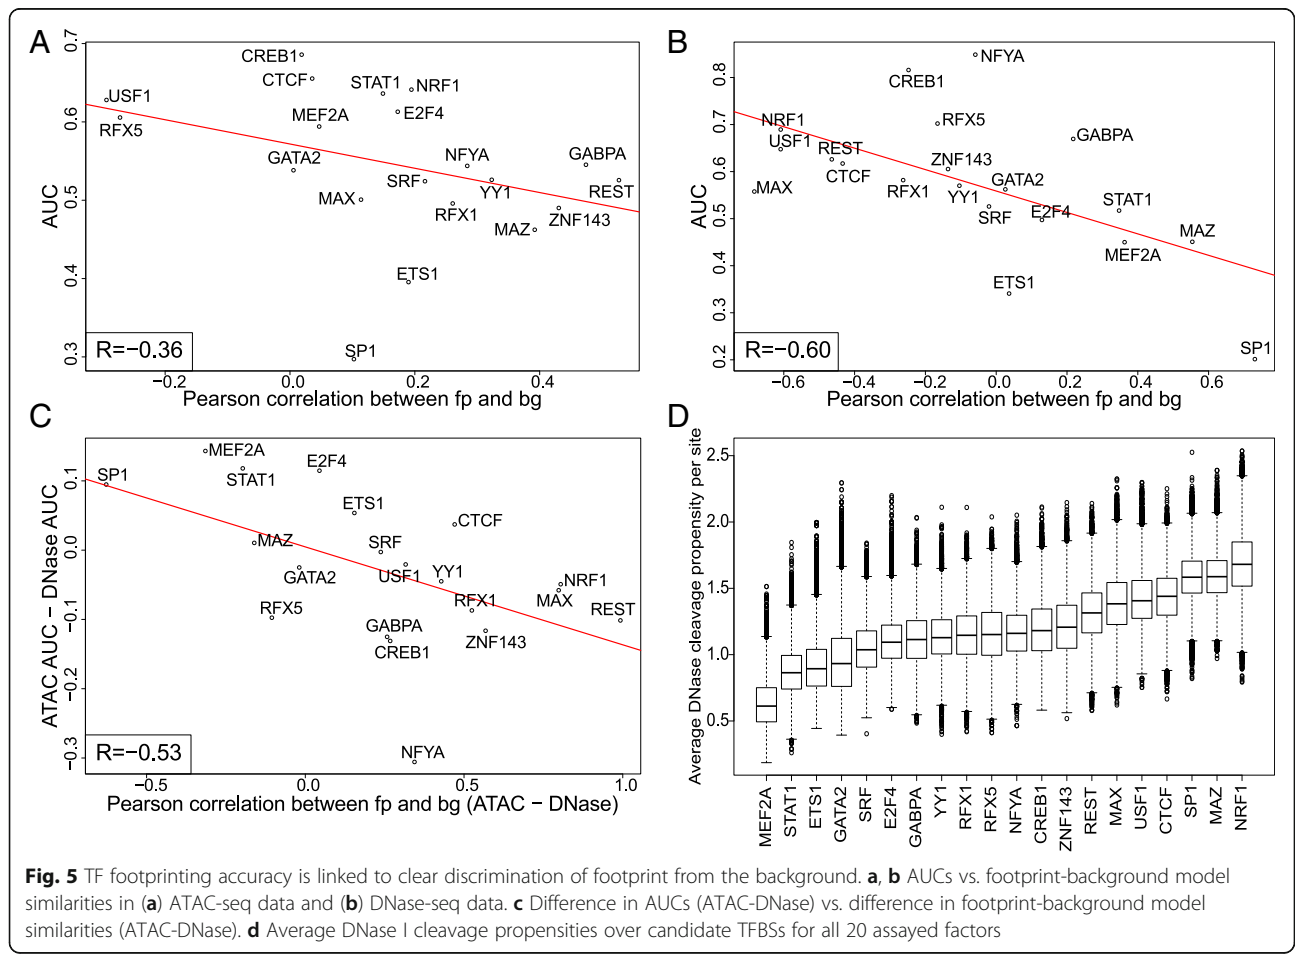 A
0.7
0.6
0.5
0.4
0.3
AUC
CREB1
CTCF
STAT1
NRF1
USF1
RFX5
MEF2A
E2F4
GATA2
NFYA
GABPA
SRF
YY1
REST
MAX
RFX1
ZNF143
MAZ
ETS1
SP1
R=−0.36
−0.2 0.0 0.2 0.4
Pearson correlation between fp and bg
B
0.8
0.7
0.6
0.5
0.4
0.3
0.2
AUC
NFYA
CREB1
NRF1
RFX5
GABPA
USF1
REST
ZNF143
CTCF
MAX
RFX1
YY1
GATA2
SRF
E2F4
STAT1
MAZ
MEF2A
ETS1
SP1
R=−0.60
−0.6 −0.4 −0.2 0.0 0.2 0.4 0.6
Pearson correlation between fp and bg
C
0.1
0.0
−0.1
−0.2
−0.3
ATAC AUC − DNase AUC
MEF2A
SP1
STAT1
E2F4
ETS1
CTCF
MAZ
SRF
GATA2
USF1
YY1
NRF1
RFX5
RFX1
MAX
REST
GABPA
CREB1
ZNF143
NFYA
R=−0.53
−0.5 0.0 0.5 1.0
Pearson correlation between fp and bg (ATAC − DNase)
D
2.5
2.0
1.5
1.0
0.5
Average DNase cleavage propensity per site
MEF2A
STAT1
ETS1
GATA2
SRF
E2F4
GABPA
YY1
RFX1
RFX5
NFYA
CREB1
ZNF143
REST
MAX
USF1
CTCF
SP1
MAZ
NRF1
Fig. 5 TF footprinting accuracy is linked to clear discrimination of footprint from the background. a, b AUCs vs. footprint-background model
similarities in (a) ATAC-seq data and (b) DNase-seq data. c Difference in AUCs (ATAC-DNase) vs. difference in footprint-background model
similarities (ATAC-DNase). d Average DNase I cleavage propensities over candidate TFBSs for all 20 assayed factors